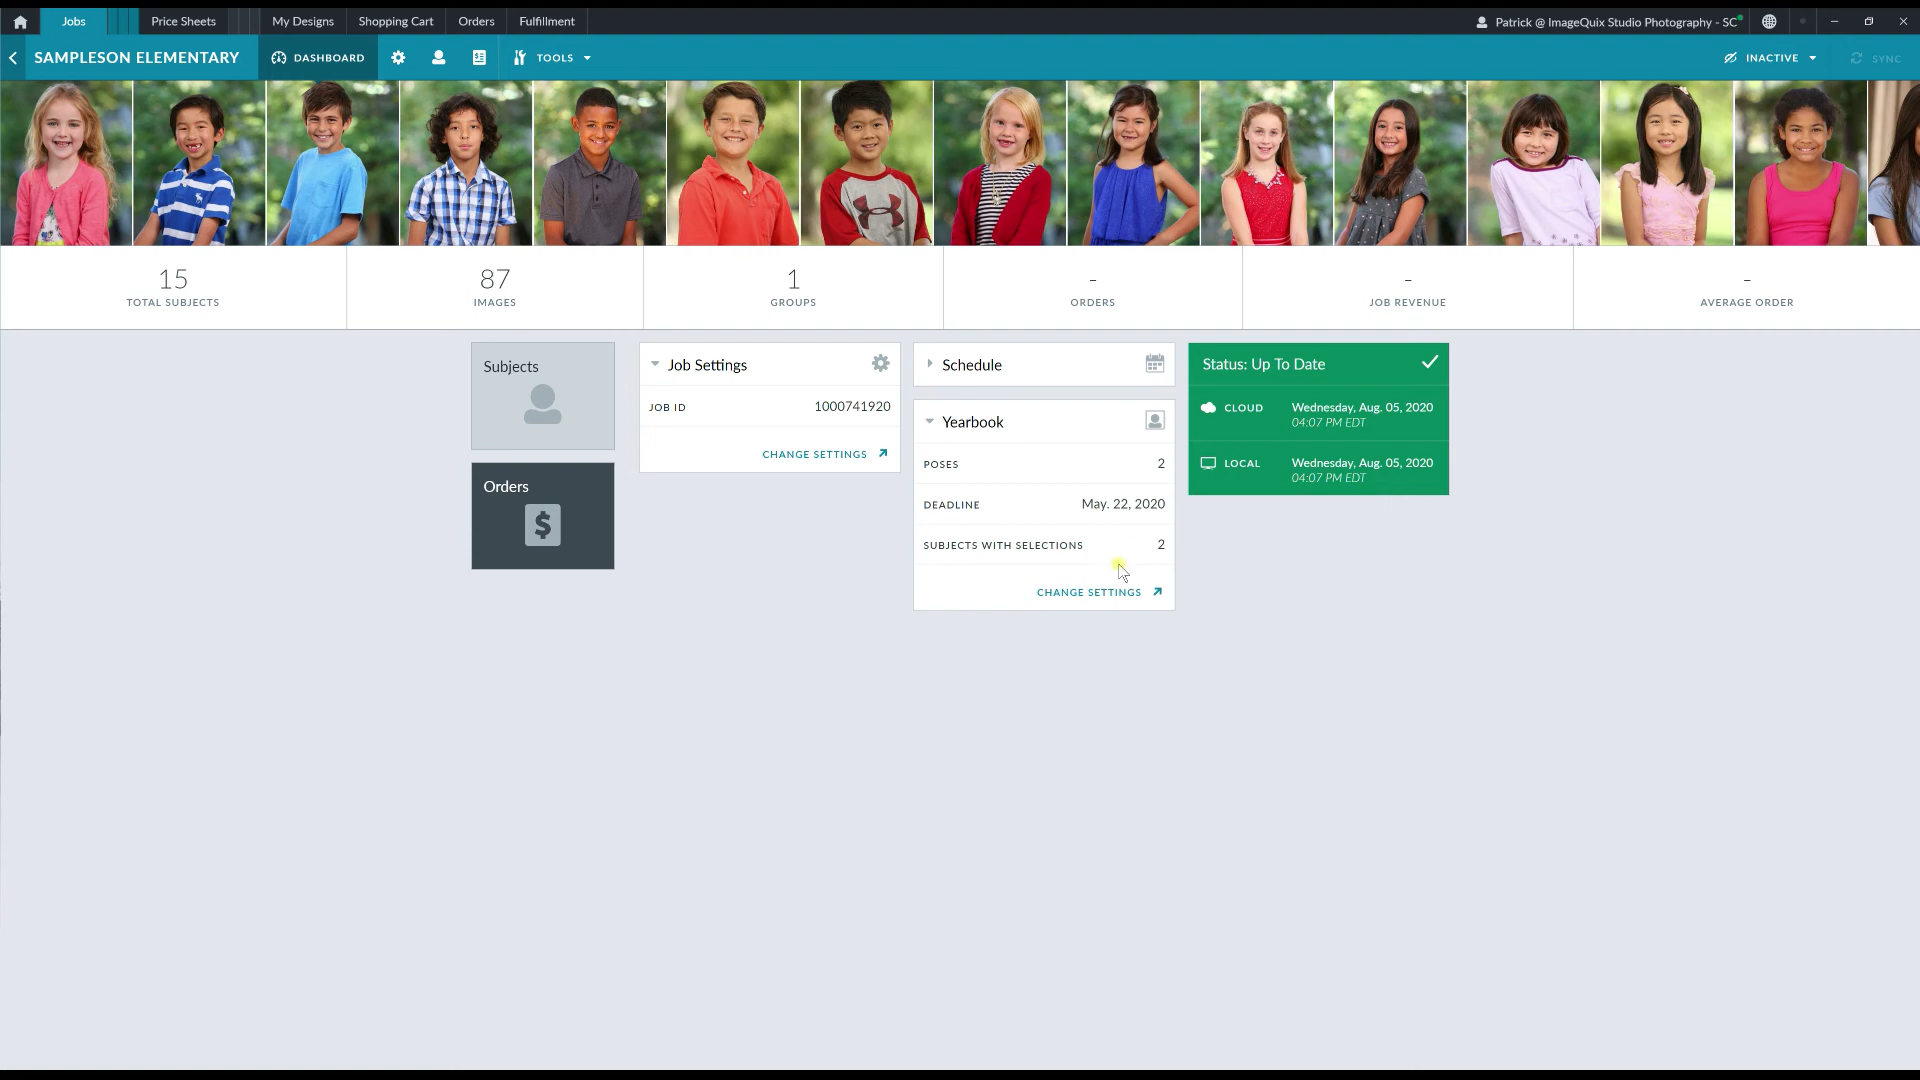 Jobs
Price Sheets
My Designs
Shopping Cart
Orders
Fulfillment
Patrick @ ImageQuix Studio Photography - SC
SAMPLESON ELEMENTARY
DASHBOARD
TOOLS
INACTIVE
SYNC
15
TOTAL SUBJECTS
87
IMAGES
1
GROUPS
-
ORDERS
-
JOB REVENUE
-
AVERAGE ORDER
Subjects
Orders
$
Job Settings
JOB ID 1000741920
CHANGE SETTINGS
Schedule
Yearbook
POSES 2
DEADLINE May. 22, 2020
SUBJECTS WITH SELECTIONS 2
CHANGE SETTINGS
Status: Up To Date
CLOUD Wednesday, Aug. 05, 2020
04:07 PM EDT
LOCAL Wednesday, Aug. 05, 2020
04:07 PM EDT